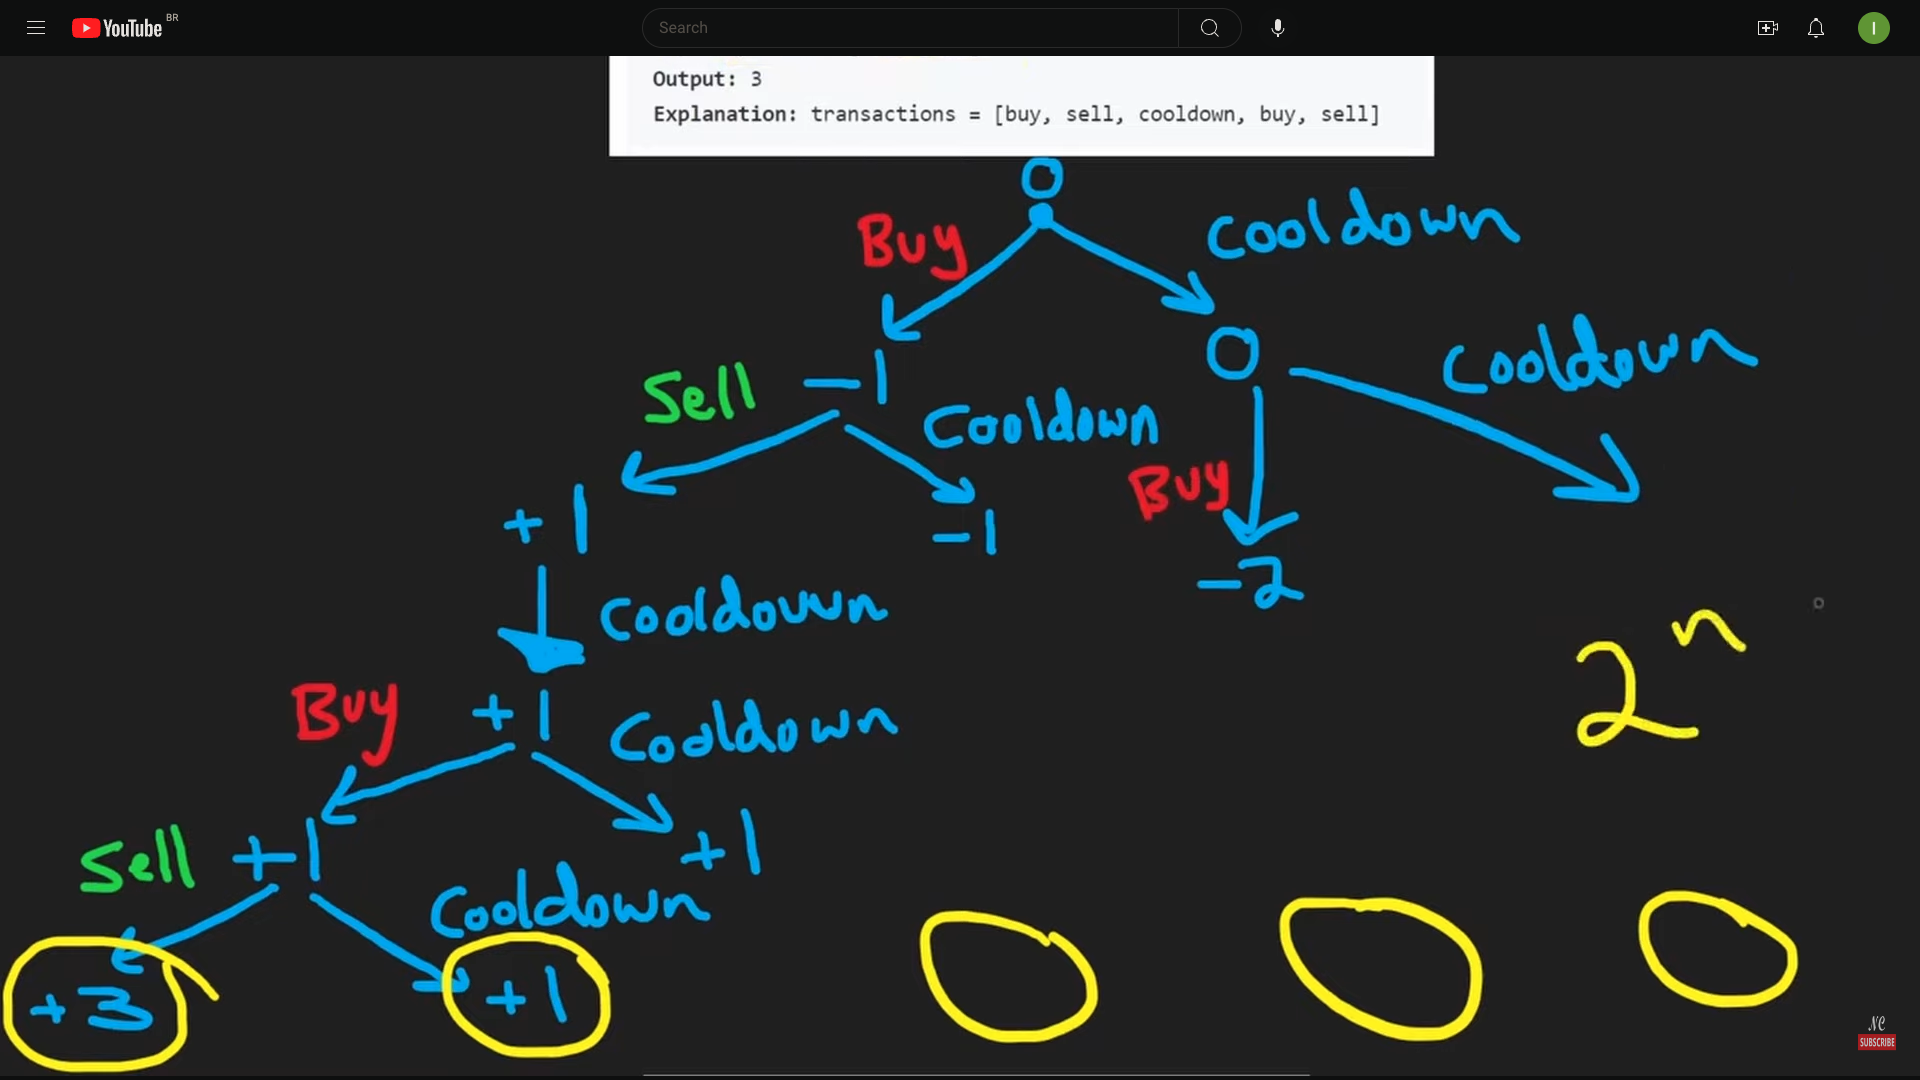 YouTube BR
Search
I
Output: 3
Explanation: transactions = [buy, sell, cooldown, buy, sell]
0
Buy
Cooldown
Sell
-1
Cooldown
0
Cooldown
+1
-1
Buy
-2
Cooldown
2^n
Buy
+1
Cooldown
Sell
+1
Cooldown
+1
+3
+1
NC
SUBSCRIBE